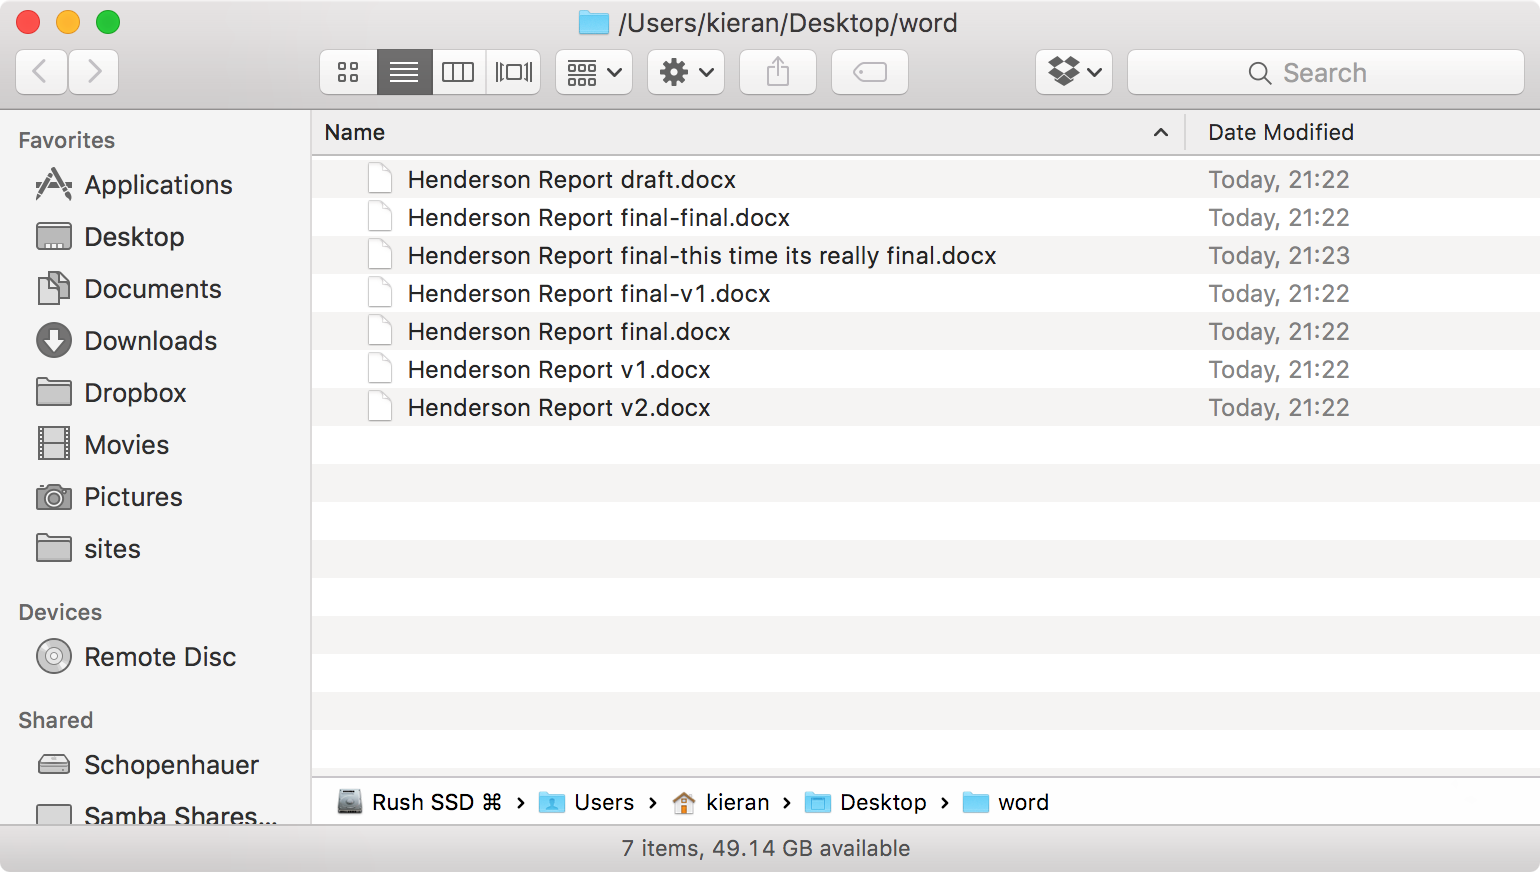 /Users/kieran/Desktop/word
Search
Favorites
Applications
Desktop
Documents
Downloads
Dropbox
Movies
Pictures
sites
Devices
Remote Disc
Shared
Schopenhauer
Samba Shares...
Name Date Modified
Henderson Report draft.docx Today, 21:22
Henderson Report final-final.docx Today, 21:22
Henderson Report final-this time its really final.docx Today, 21:23
Henderson Report final-v1.docx Today, 21:22
Henderson Report final.docx Today, 21:22
Henderson Report v1.docx Today, 21:22
Henderson Report v2.docx Today, 21:22
Rush SSD ⌘ › Users › kieran › Desktop › word
7 items, 49.14 GB available